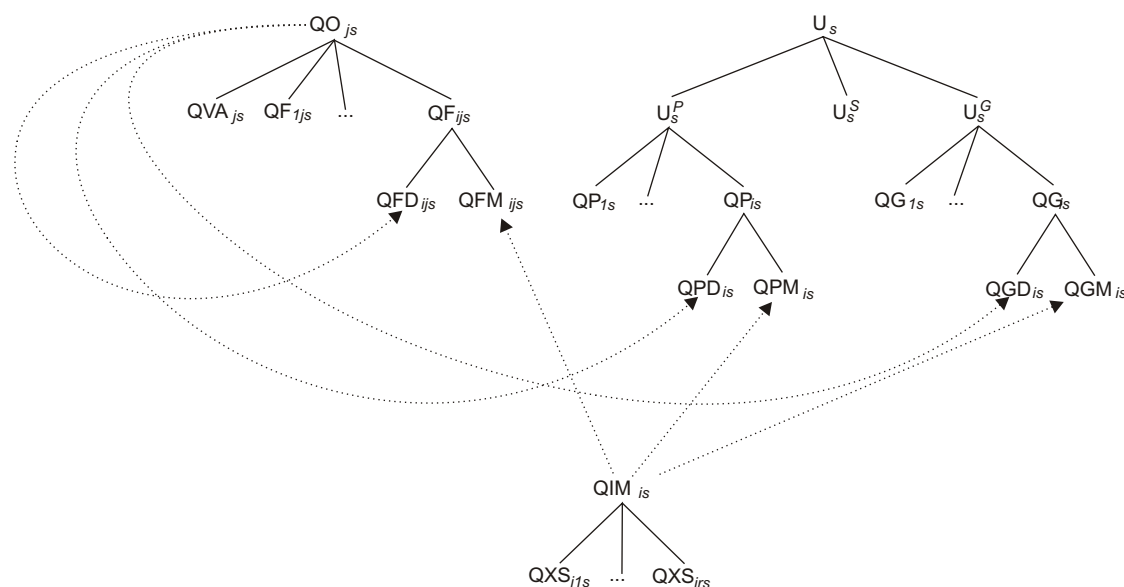 QO js U s
QVA js QF 1js ... QF ijs U s P U s S U s G
QFD ijs QFM ijs QP 1s ... QP is QG 1s ... QG is
QPD is QPM is QGD is QGM is
QIM is
QXS i1s ... QXS irs